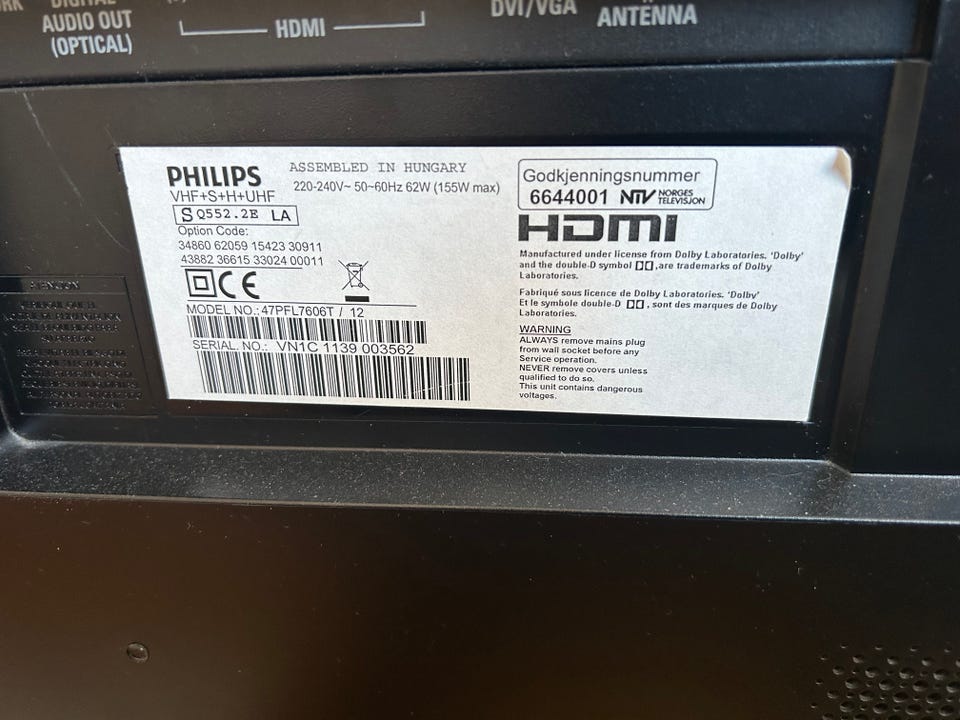 DIGITAL
AUDIO OUT
(OPTICAL)
HDMI
DVI/VGA
ANTENNA
PHILIPS
VHF+S+H+UHF
S Q552.2E LA
ASSEMBLED IN HUNGARY
220-240V~ 50~60Hz 62W (155W max)
Option Code:
34860 62059 15423 30911
43882 36615 33024 00011
CE
MODEL NO.: 47PFL7606T / 12
SERIAL. NO.: VN1C 1139 003562
Godkjenningsnummer
6644001 NTV NORGES
TELEVISJON
HDMI
Manufactured under license from Dolby Laboratories. 'Dolby'
and the double-D symbol ,are trademarks of Dolby
Laboratories.
Fabriqué sous licence de Dolby Laboratories. 'Dolby'
Et le symbole double-D , sont des marques de Dolby
Laboratories.
WARNING
ALWAYS remove mains plug
from wall socket before any
Service operation.
NEVER remove covers unless
qualified to do so.
This unit contains dangerous
voltages.